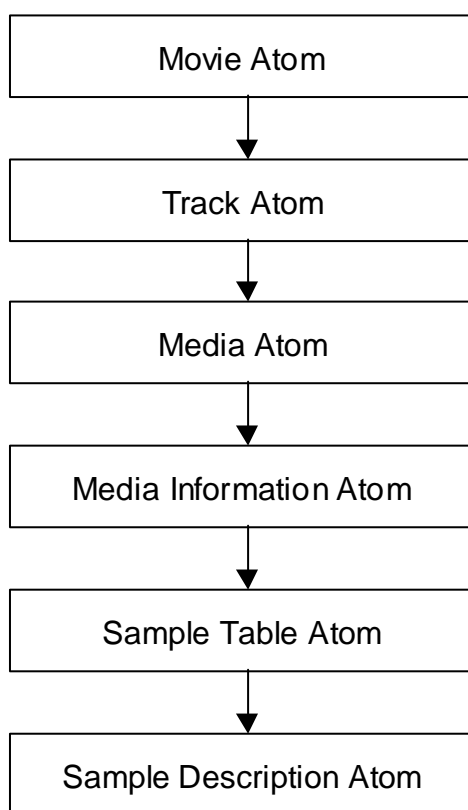 Movie Atom
Track Atom
Media Atom
Media Information Atom
Sample Table Atom
Sample Description Atom